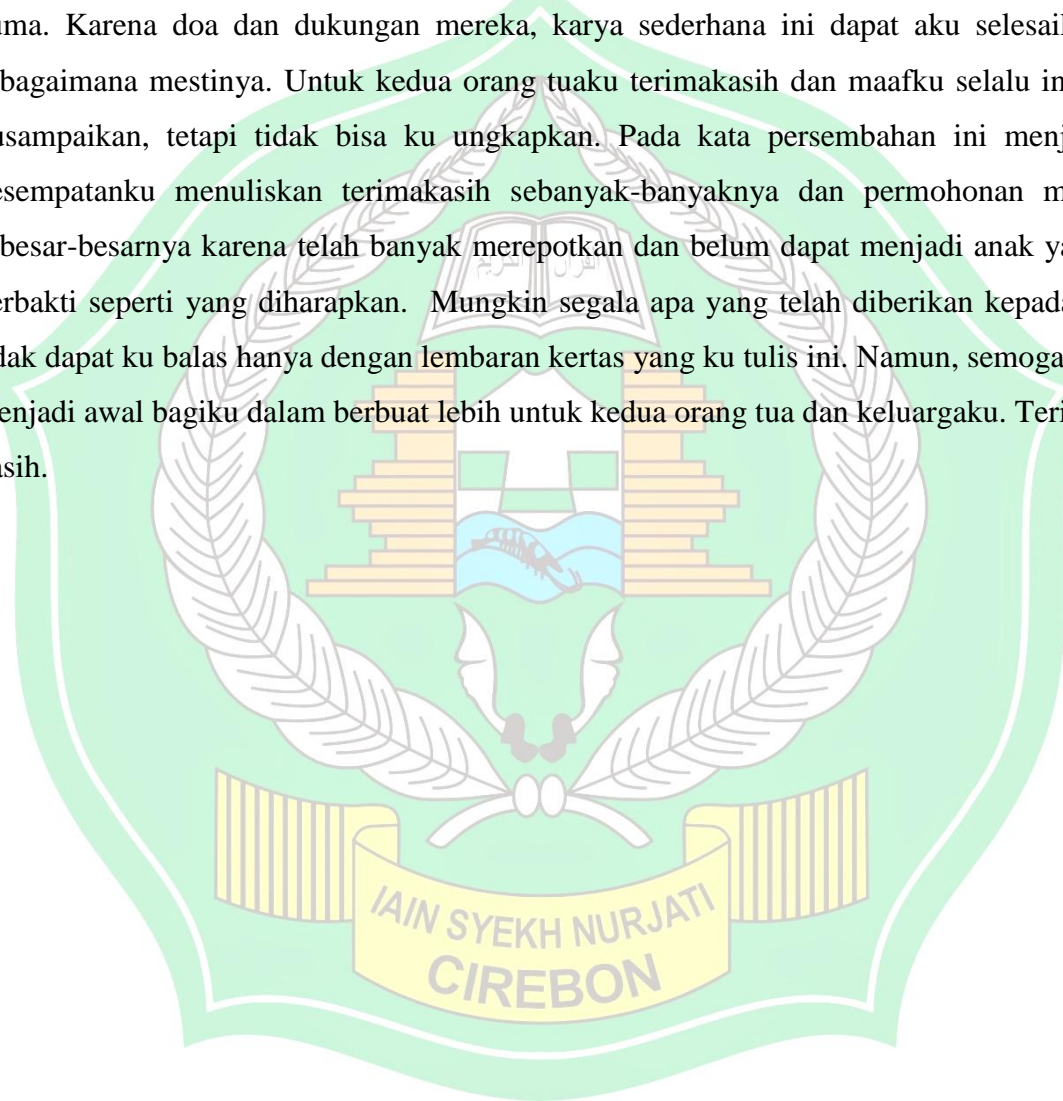 uma. Karena doa dan dukungan mereka, karya sederhana ini dapat aku selesai
bagaimana mestinya. Untuk kedua orang tuaku terimakasih dan maafku selalu in
usampaikan, tetapi tidak bisa ku ungkapkan. Pada kata persembahan ini menj
esempatanku menuliskan terimakasih sebanyak-banyaknya dan permohonan m
besar-besarnya karena telah banyak merepotkan dan belum dapat menjadi anak ya
erbakti seperti yang diharapkan. Mungkin segala apa yang telah diberikan kepada
dak dapat ku balas hanya dengan lembaran kertas yang ku tulis ini. Namun, semoga
enjadi awal bagiku dalam berbuat lebih untuk kedua orang tua dan keluargaku. Teri
asih.
القرآن الكريم
IAIN SYEKH NURJATI
CIREBON